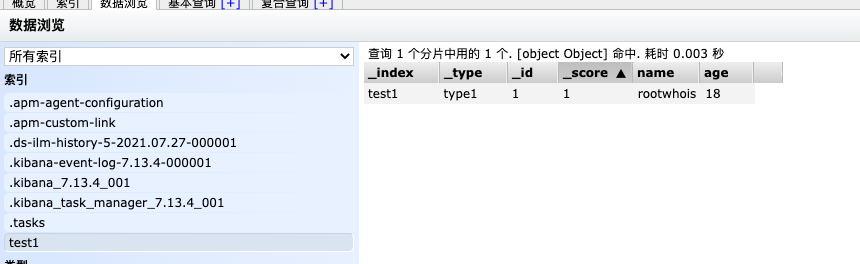 概览 索引 数据浏览 基本查询 [+] 复合查询 [+]
数据浏览
所有索引
索引
.apm-agent-configuration
.apm-custom-link
.ds-ilm-history-5-2021.07.27-000001
.kibana-event-log-7.13.4-000001
.kibana_7.13.4_001
.kibana_task_manager_7.13.4_001
.tasks
test1
类型
查询 1 个分片中用的 1 个. [object Object] 命中. 耗时 0.003 秒
_index _type _id _score ▲ name age
test1 type1 1 1 rootwhois 18